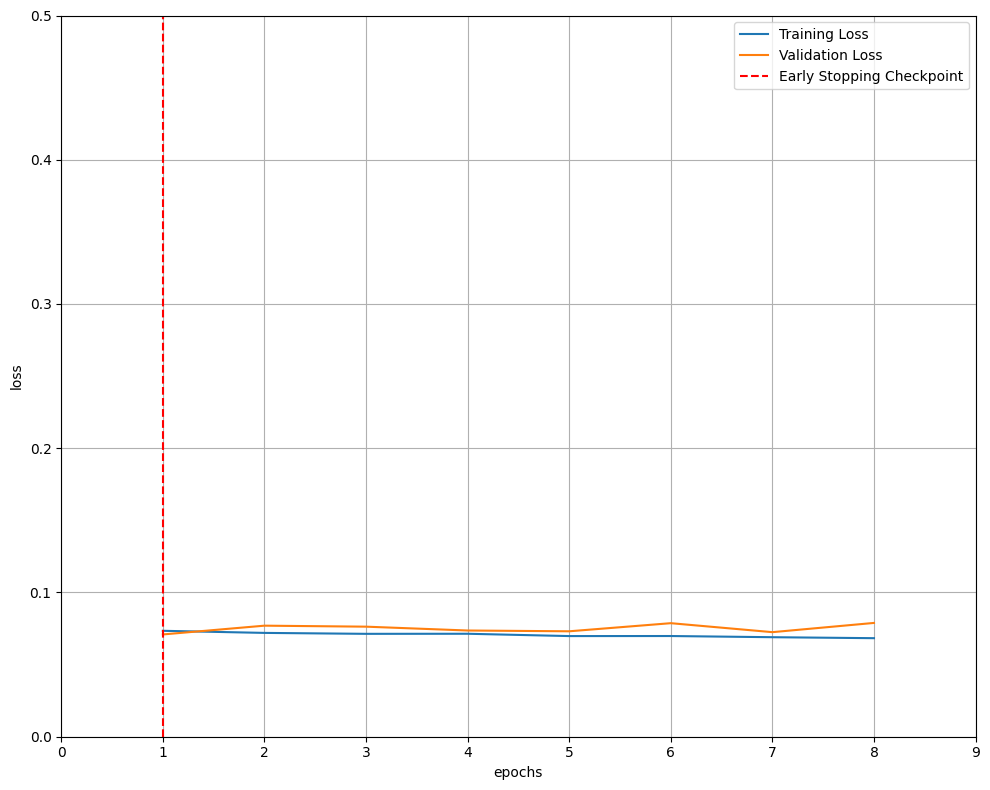 0.5
0.4
0.3
0.2
0.1
0.0
loss
0 1 2 3 4 5 6 7 8 9
epochs
Training Loss
Validation Loss
Early Stopping Checkpoint